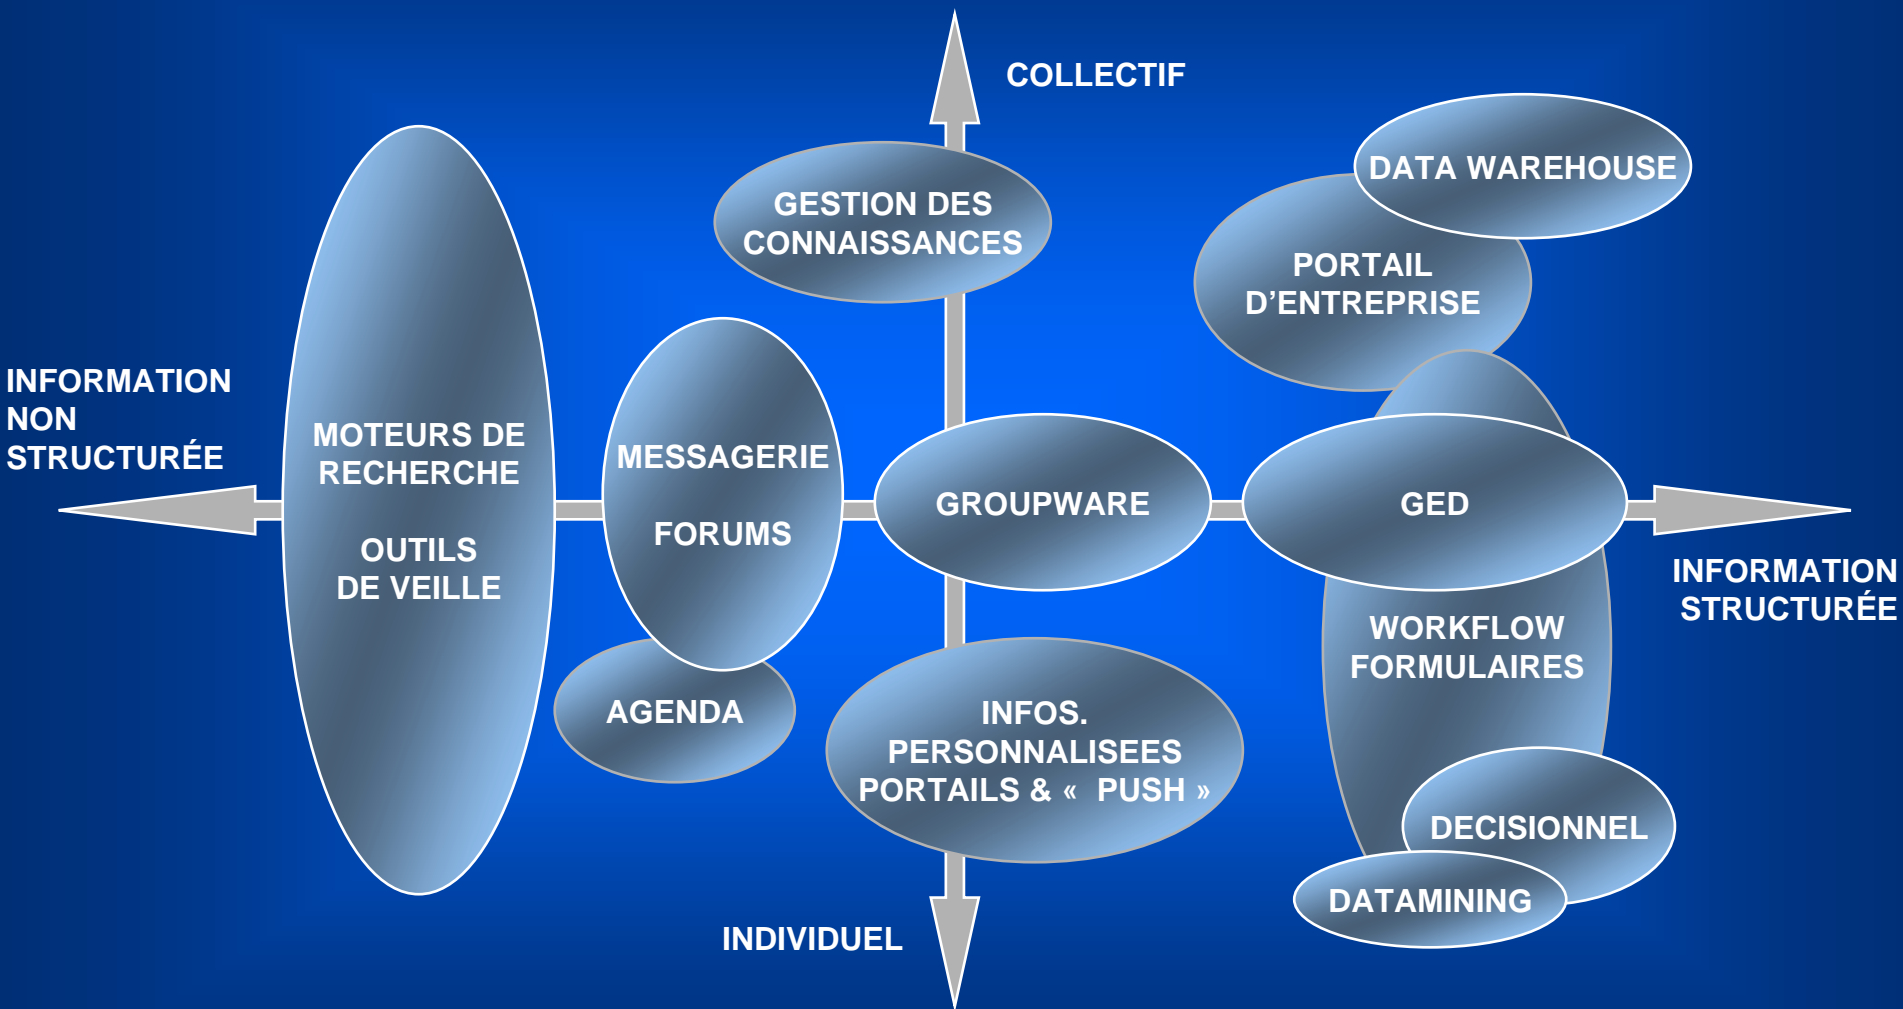 COLLECTIF
DATA WAREHOUSE
GESTION DES
CONNAISSANCES
PORTAIL
D’ENTREPRISE
INFORMATION
NON
STRUCTURÉE
MOTEURS DE
RECHERCHE
OUTILS
DE VEILLE
MESSAGERIE
FORUMS
GROUPWARE
GED
INFORMATION
STRUCTURÉE
WORKFLOW
FORMULAIRES
AGENDA
INFOS.
PERSONNALISEES
PORTAILS & «  PUSH »
DECISIONNEL
DATAMINING
INDIVIDUEL